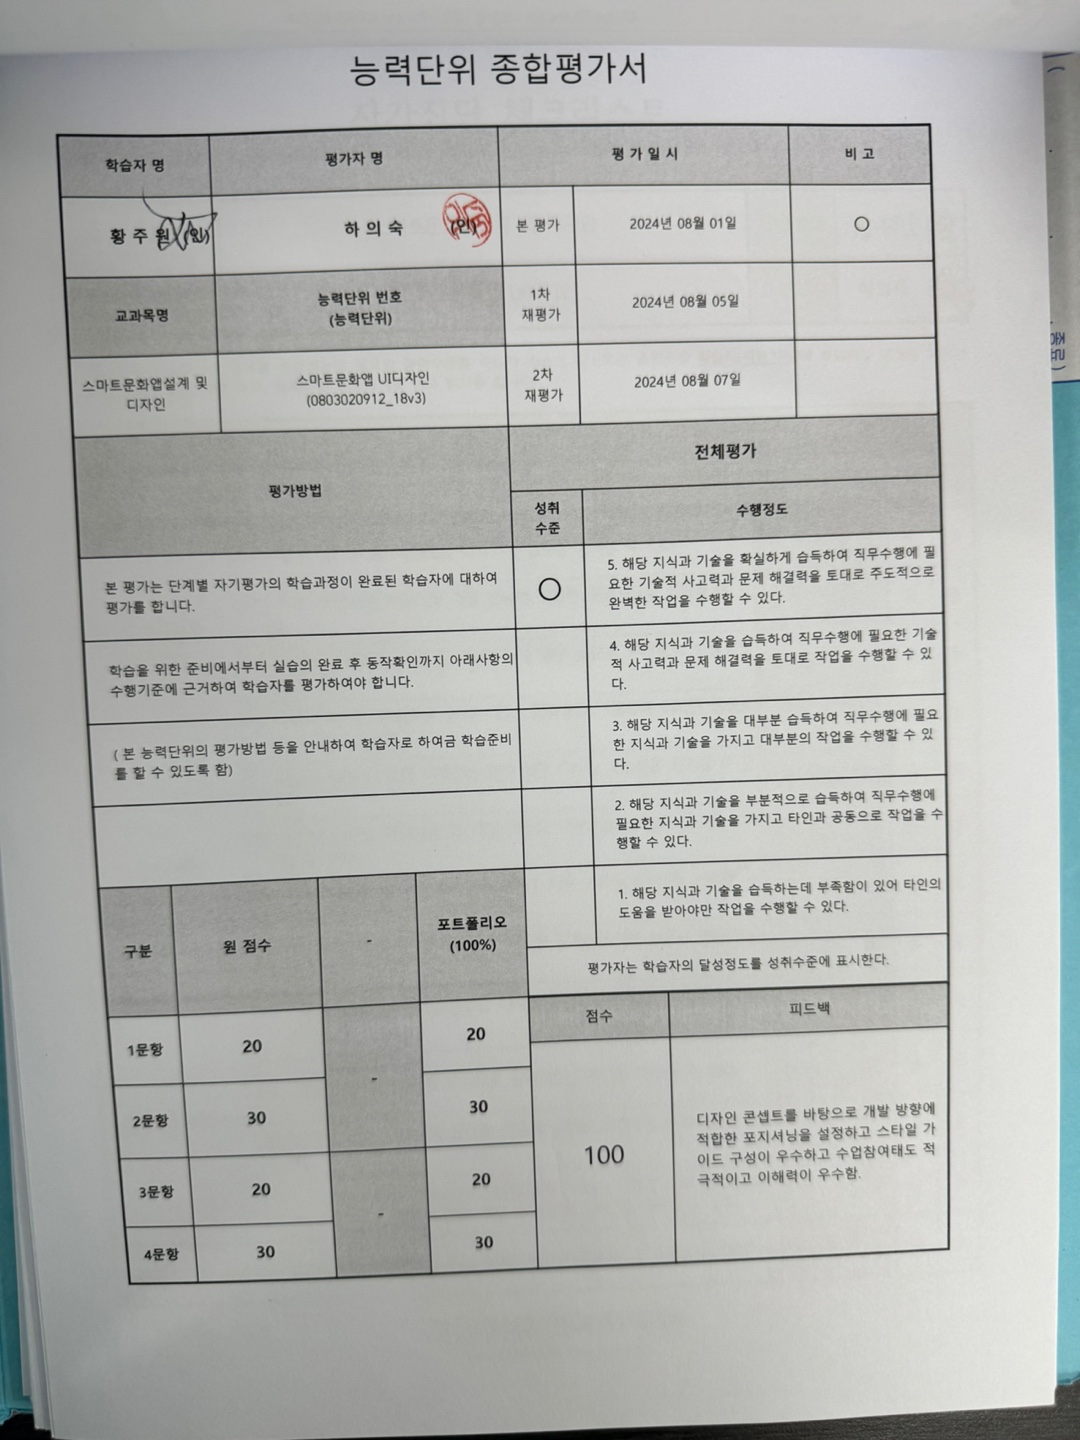 능력단위 종합평가서
학습자 명
평가자 명
평 가 일 시
비 고
황 주 원 (인)
하 의 숙 (인)
본 평가
2024년 08월 01일
○
교과목명
능력단위 번호
(능력단위)
1차
재평가
2024년 08월 05일
스마트문화앱설계 및
디자인
스마트문화앱 UI디자인
(0803020912_18v3)
2차
재평가
2024년 08월 07일
평가방법
전체평가
성취
수준
수행정도
본 평가는 단계별 자기평가의 학습과정이 완료된 학습자에 대하여
평가를 합니다.
○
5. 해당 지식과 기술을 확실하게 습득하여 직무수행에 필
요한 기술적 사고력과 문제 해결력을 토대로 주도적으로
완벽한 작업을 수행할 수 있다.
학습을 위한 준비에서부터 실습의 완료 후 동작확인까지 아래사항의
수행기준에 근거하여 학습자를 평가하여야 합니다.
4. 해당 지식과 기술을 습득하여 직무수행에 필요한 기술
적 사고력과 문제 해결력을 토대로 작업을 수행할 수 있
다.
( 본 능력단위의 평가방법 등을 안내하여 학습자로 하여금 학습준비
를 할 수 있도록 함)
3. 해당 지식과 기술을 대부분 습득하여 직무수행에 필요
한 지식과 기술을 가지고 대부분의 작업을 수행할 수 있
다.
2. 해당 지식과 기술을 부분적으로 습득하여 직무수행에
필요한 지식과 기술을 가지고 타인과 공동으로 작업을 수
행할 수 있다.
1. 해당 지식과 기술을 습득하는데 부족함이 있어 타인의
도움을 받아야만 작업을 수행할 수 있다.
평가자는 학습자의 달성정도를 성취수준에 표시한다.
구분
원 점수
-
포트폴리오
(100%)
점수
피드백
1문항
20
-
20
2문항
30
30
3문항
20
-
20
4문항
30
30
100
디자인 콘셉트를 바탕으로 개발 방향에
적합한 포지셔닝을 설정하고 스타일 가
이드 구성이 우수하고 수업참여태도 적
극적이고 이해력이 우수함.